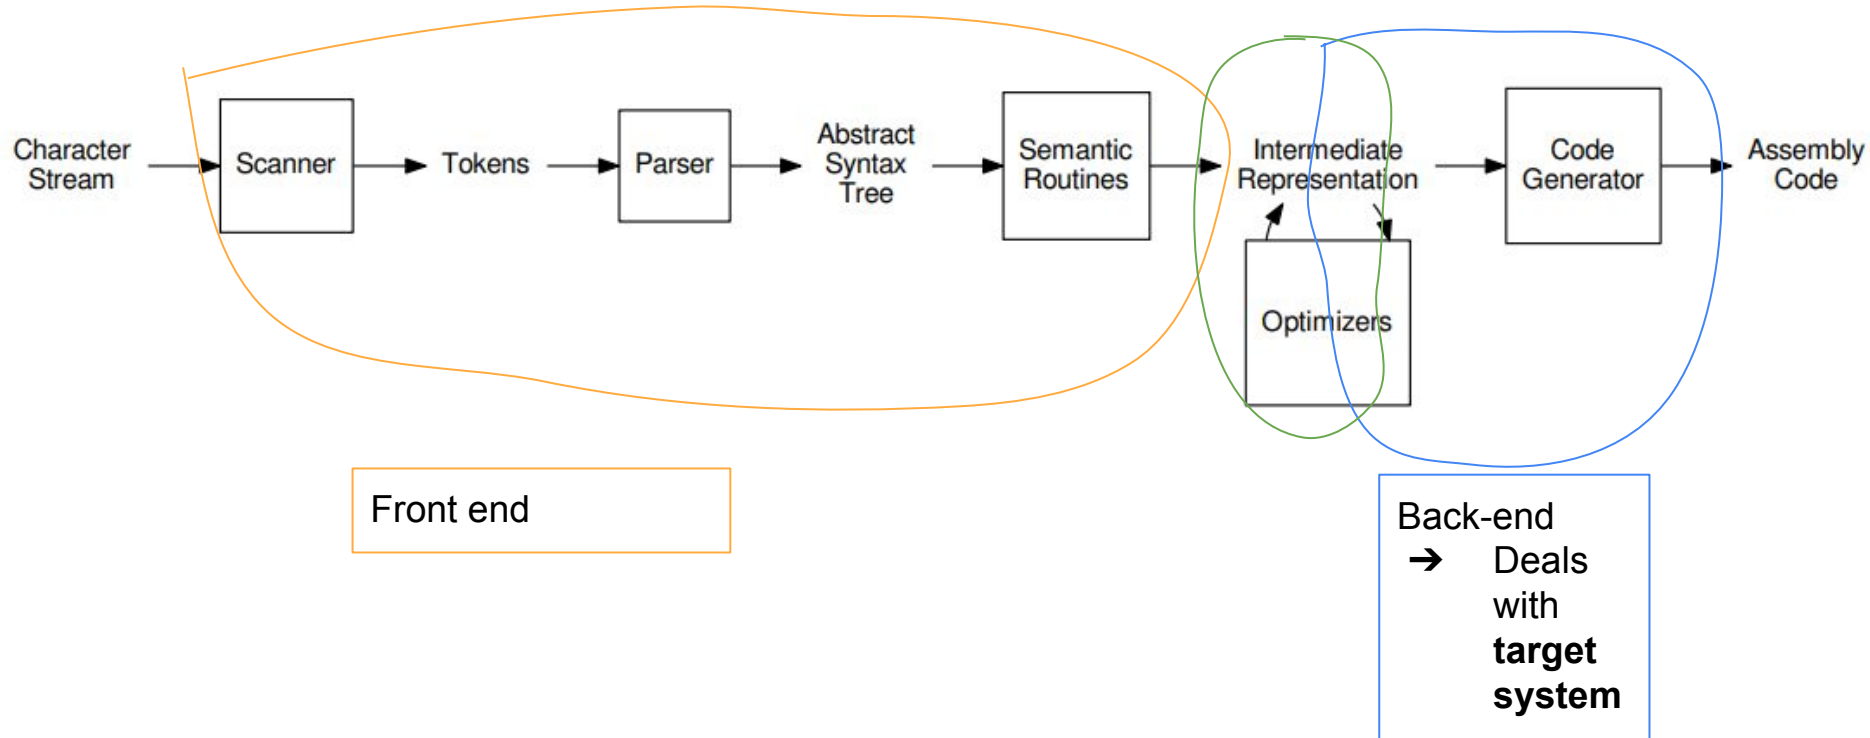 Character
Stream
Scanner
Tokens
Parser
Abstract
Syntax
Tree
Semantic
Routines
Intermediate
Representation
Code
Generator
Assembly
Code
Optimizers
Front end
Back-end
➔ Deals
with
target
system